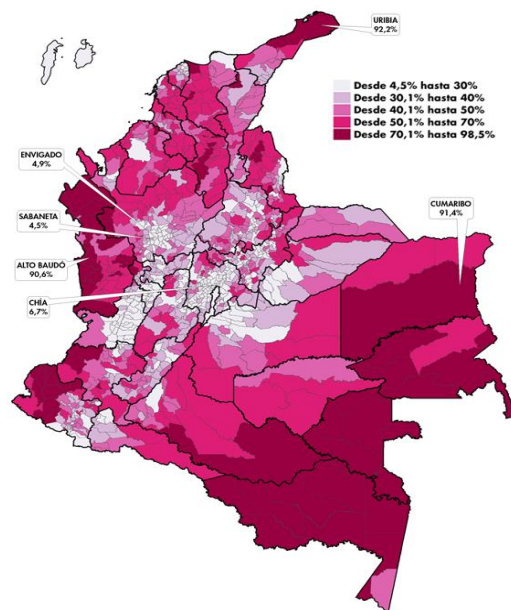 URIBIA
92,2%
Desde 4,5% hasta 30%
Desde 30,1% hasta 40%
Desde 40,1% hasta 50%
Desde 50,1% hasta 70%
Desde 70,1% hasta 98,5%
ENVIGADO
4,9%
SABANETA
4,5%
CUMARIBO
91,4%
ALTO BAUDÓ
90,6%
CHÍA
6,7%